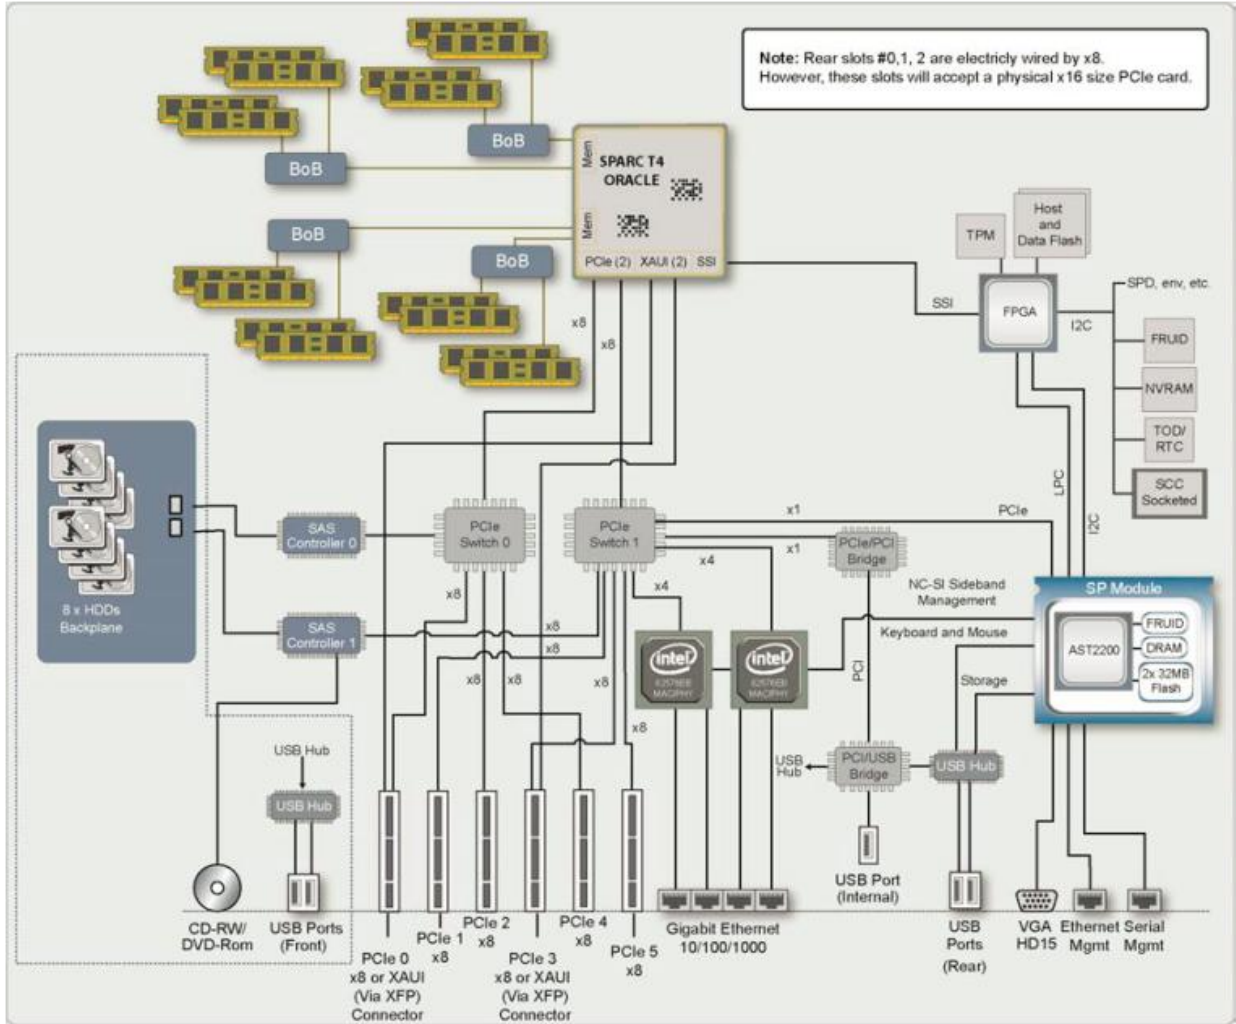 Note: Rear slots #0,1, 2 are electricly wired by x8.
However, these slots will accept a physical x16 size PCIe card.
BoB
BoB
BoB
BoB
Mem
SPARC T4
ORACLE
Mem
PCIe (2) XAUI (2) SSI
x8
x8
SSI
TPM
Host
and
Data Flash
FPGA
I2C
SPD, env, etc.
FRUID
NVRAM
TOD/
RTC
SCC
Socketed
LPC
I2C
8 x HDDs
Backplane
SAS
Controller 0
SAS
Controller 1
PCIe
Switch 0
PCIe
Switch 1
x1
PCIe
x1
x4
x4
PCIe/PCI
Bridge
NC-SI Sideband
Management
Keyboard and Mouse
Storage
PCI
SP Module
AST2200
FRUID
DRAM
2x 32MB
Flash
x8
x8
x8
x8
x8
x8
x8
intel
82576EB
MAC/PHY
intel
82576EB
MAC/PHY
USB Hub
USB Hub
USB
Hub
PCI/USB
Bridge
USB Hub
USB Port
(Internal)
CD-RW/
DVD-Rom
USB Ports
(Front)
PCIe 0
x8 or XAUI
(Via XFP)
Connector
PCIe 1
x8
PCIe 2
x8
PCIe 3
x8 or XAUI
(Via XFP)
Connector
PCIe 4
x8
PCIe 5
x8
Gigabit Ethernet
10/100/1000
USB
Ports
(Rear)
VGA
HD15
Ethernet
Mgmt
Serial
Mgmt